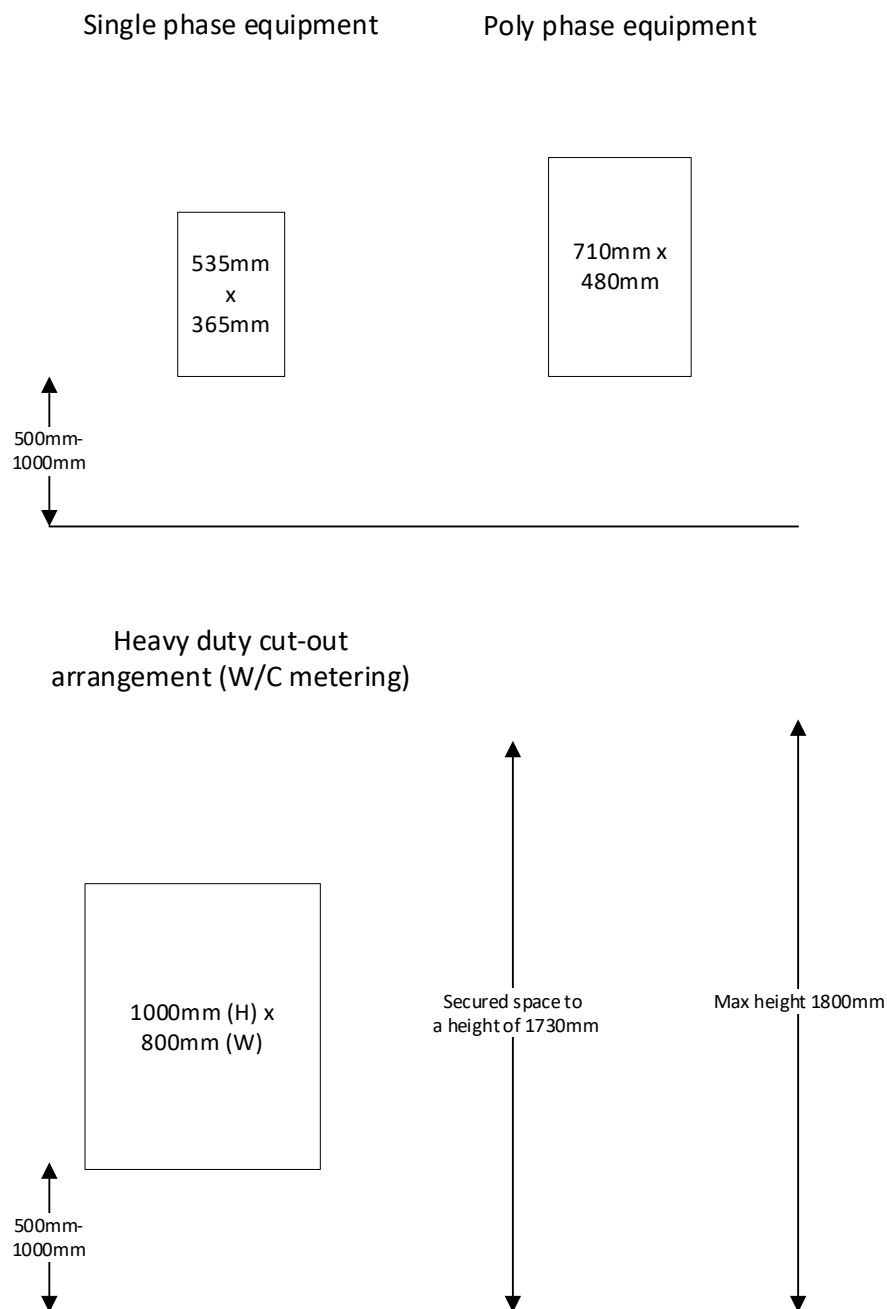 Single phase equipment
Poly phase equipment
535mm
x
365mm
710mm x
480mm
500mm-
1000mm
Heavy duty cut-out
arrangement (W/C metering)
1000mm (H) x
800mm (W)
Secured space to
a height of 1730mm
Max height 1800mm
500mm-
1000mm